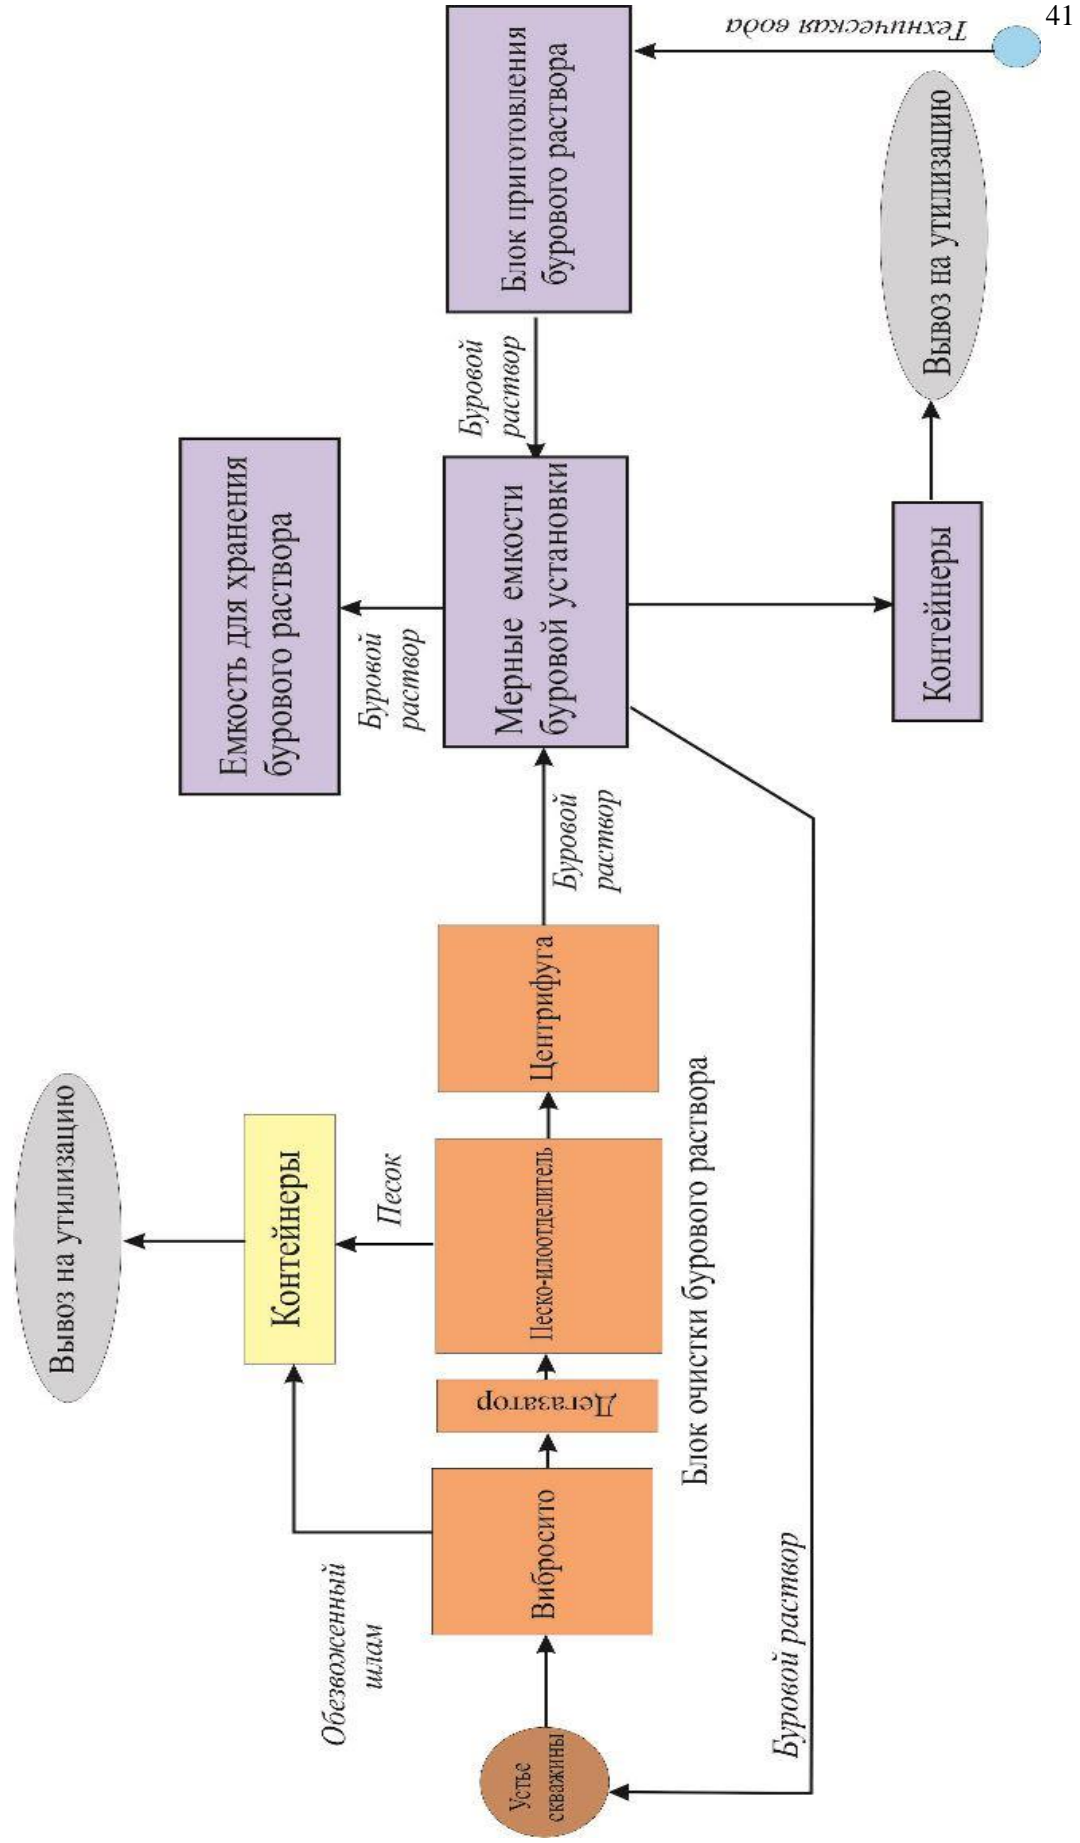 41
Вывоз на утилизацию
Емкость для хранения
бурового раствора
Обезвоженный
шлам
Контейнеры
Песок
Буровой
раствор
Буровой
раствор
Блок приготовления
бурового раствора
Устье
скважины
Вибросито
Дегазатор
Песко-илоотделитель
Центрифуга
Буровой
раствор
Мерные емкости
буровой установки
Техническая вода
Блок очистки бурового раствора
Буровой раствор
Контейнеры
Вывоз на утилизацию